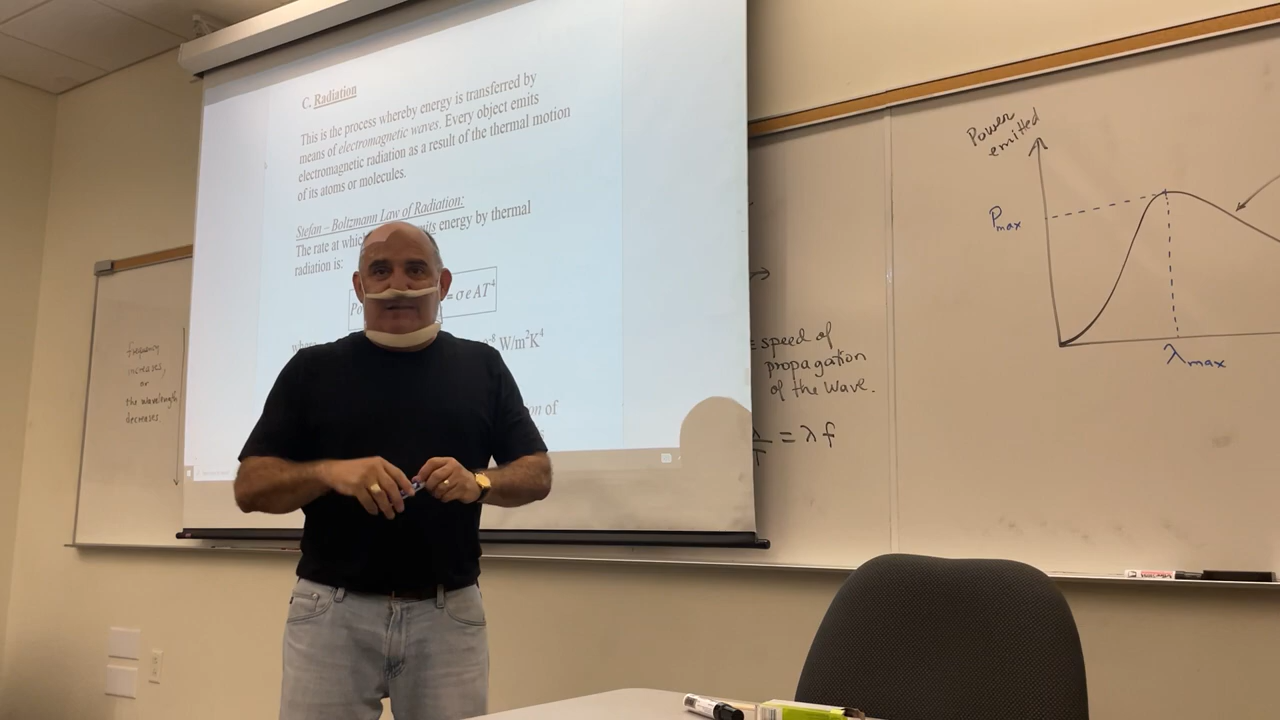 C. Radiation
This is the process whereby energy is transferred by
means of electromagnetic waves. Every object emits
electromagnetic radiation as a result of the thermal motion
of its atoms or molecules.
Stefan – Boltzmann Law of Radiation:
The rate at energy by thermal
radiation is:
= σeAT⁴
W/m²K⁴
of
frequency
increases,
or
the wavelength
decreases
= speed of
propagation
of the wave.
= λf
Power
emitted
Pmax
λmax